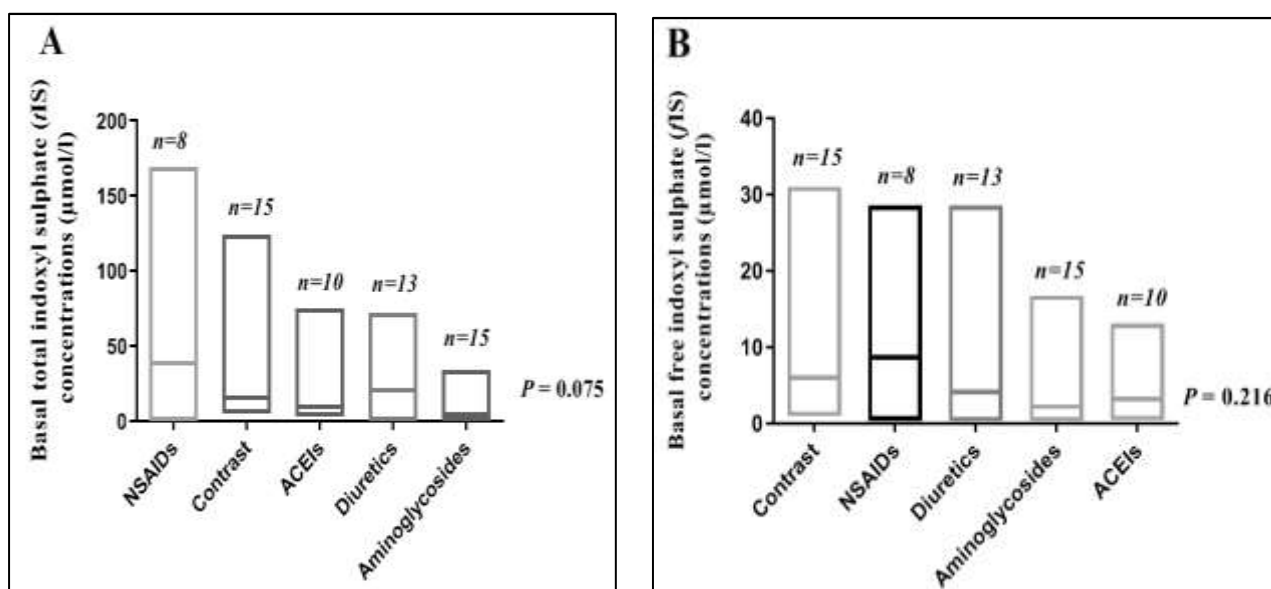 A
Basal total indoxyl sulphate (tIS)
concentrations (µmol/l)
200
150
100
50
0
n=8
n=15
n=10
n=13
n=15
P = 0.075
NSAIDs
Contrast
ACEIs
Diuretics
Aminoglycosides
B
Basal free indoxyl sulphate (fIS)
concentrations (µmol/l)
40
30
20
10
0
n=15
n=8
n=13
n=15
n=10
P = 0.216
Contrast
NSAIDs
Diuretics
Aminoglycosides
ACEIs